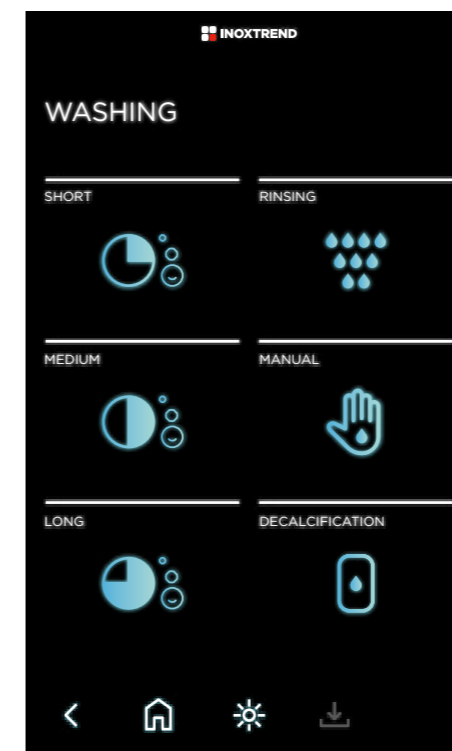 INOXTREND
WASHING
SHORT
RINSING
MEDIUM
MANUAL
LONG
DECALCIFICATION